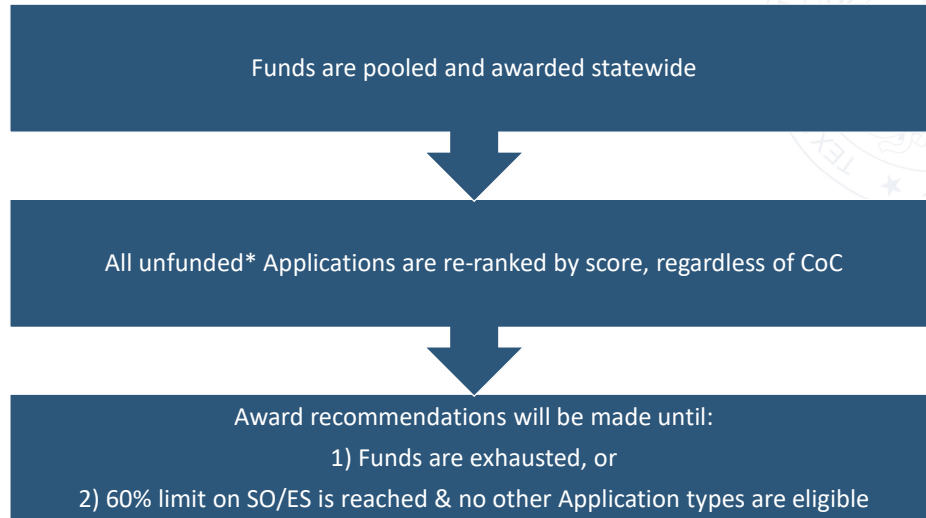 Funds are pooled and awarded statewide
All unfunded* Applications are re-ranked by score, regardless of CoC
Award recommendations will be made until:
1) Funds are exhausted, or
2) 60% limit on SO/ES is reached & no other Application types are eligible